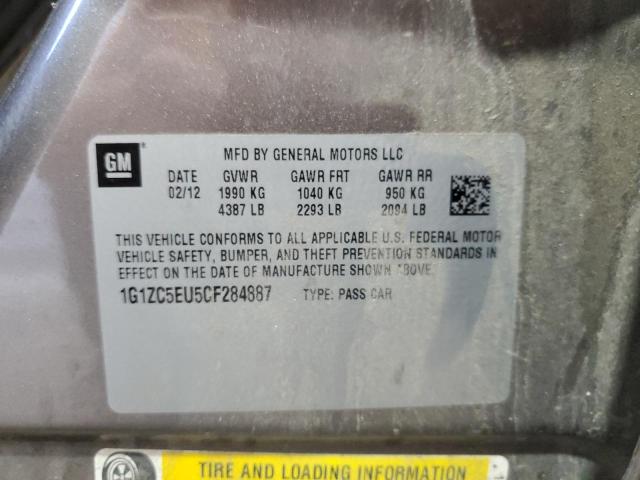 GM
MFD BY GENERAL MOTORS LLC
DATE GVWR GAWR FRT GAWR RR
02/12 1990 KG 1040 KG 950 KG
4387 LB 2293 LB 2094 LB
THIS VEHICLE CONFORMS TO ALL APPLICABLE U.S. FEDERAL MOTOR
VEHICLE SAFETY, BUMPER, AND THEFT PREVENTION STANDARDS IN
EFFECT ON THE DATE OF MANUFACTURE SHOWN ABOVE.
1G1ZC5EU5CF284887 TYPE: PASS CAR
TIRE AND LOADING INFORMATION